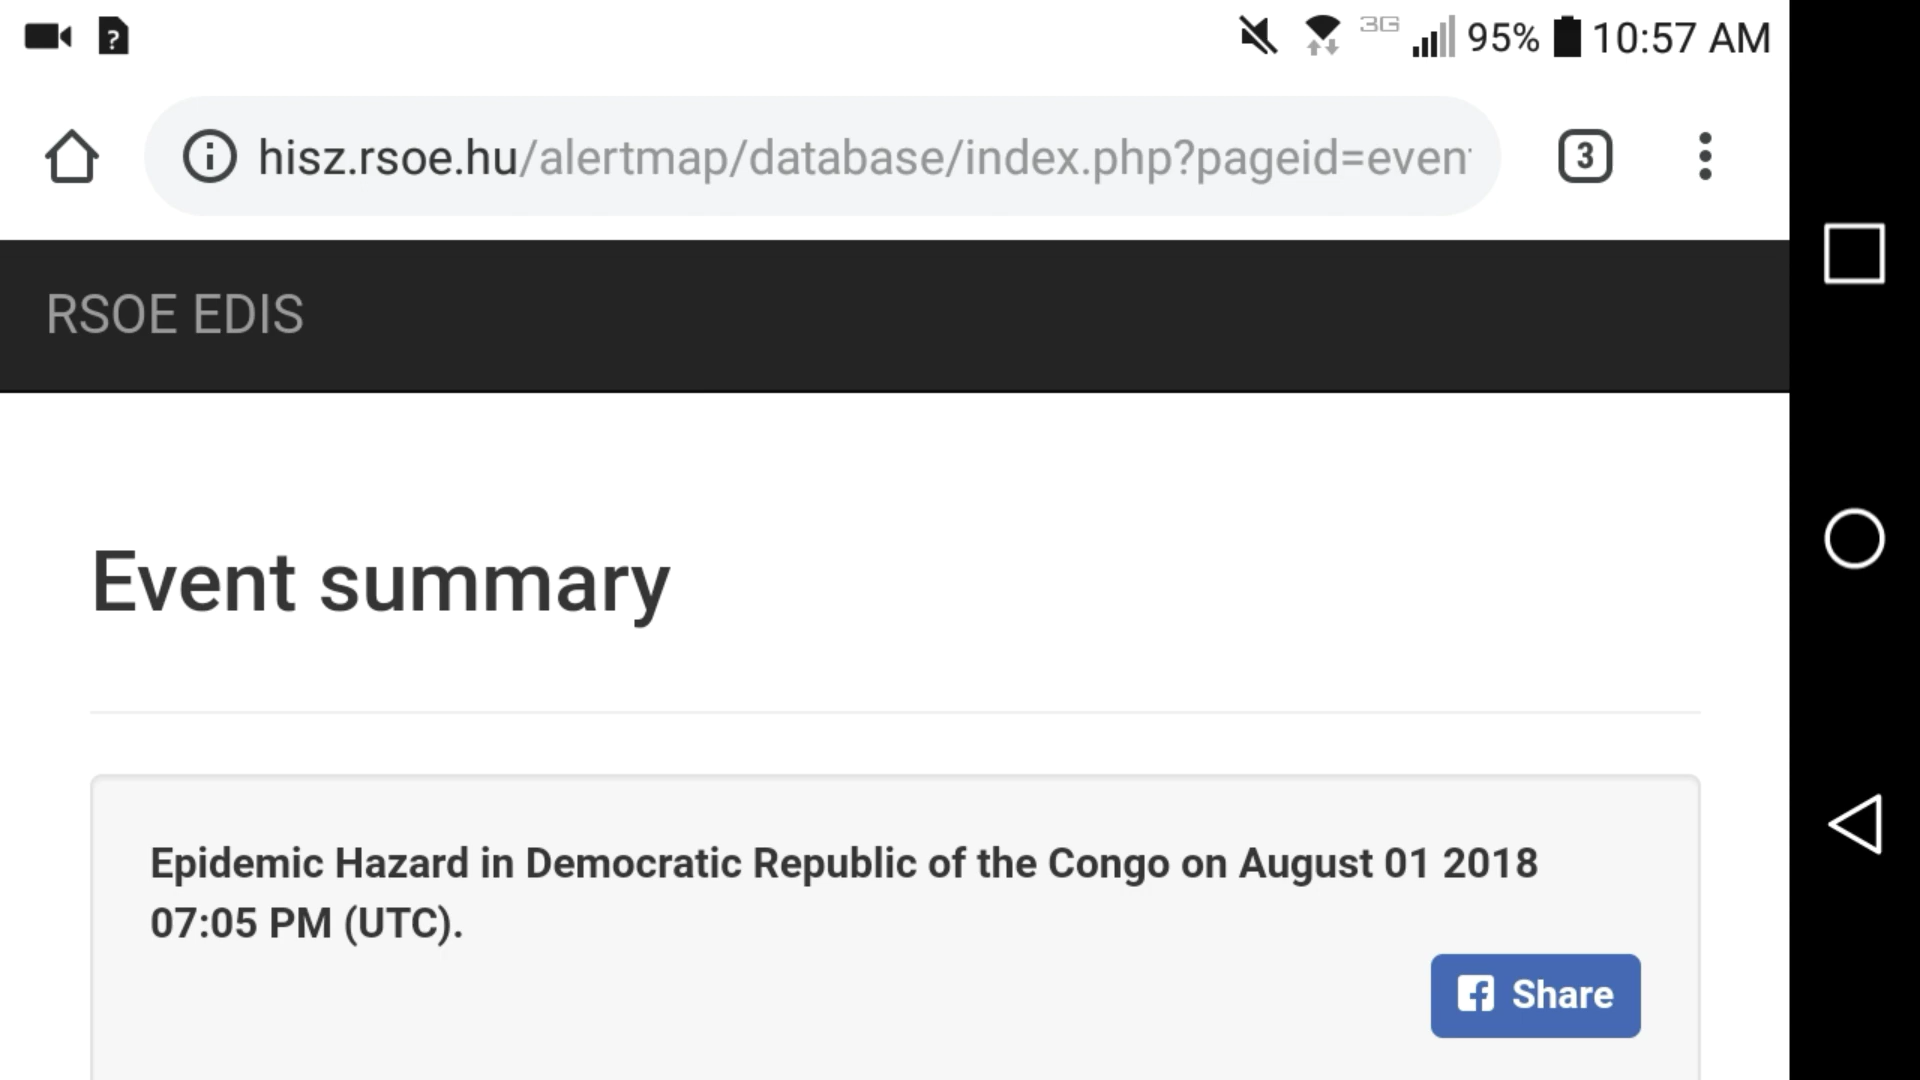 3G 95% 10:57 AM
hisz.rsoe.hu/alertmap/database/index.php?pageid=even
3
RSOE EDIS
Event summary
Epidemic Hazard in Democratic Republic of the Congo on August 01 2018
07:05 PM (UTC).
Share